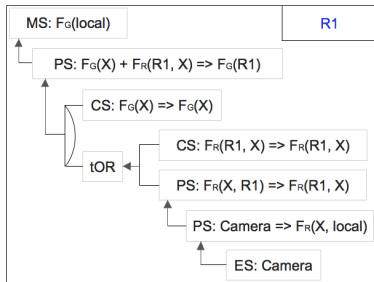 MS: FG(local)
R1
PS: FG(X) + FR(R1, X) => FG(R1)
CS: FG(X) => FG(X)
CS: FR(R1, X) => FR(R1, X)
tOR
PS: FR(X, R1) => FR(R1, X)
PS: Camera => FR(X, local)
ES: Camera